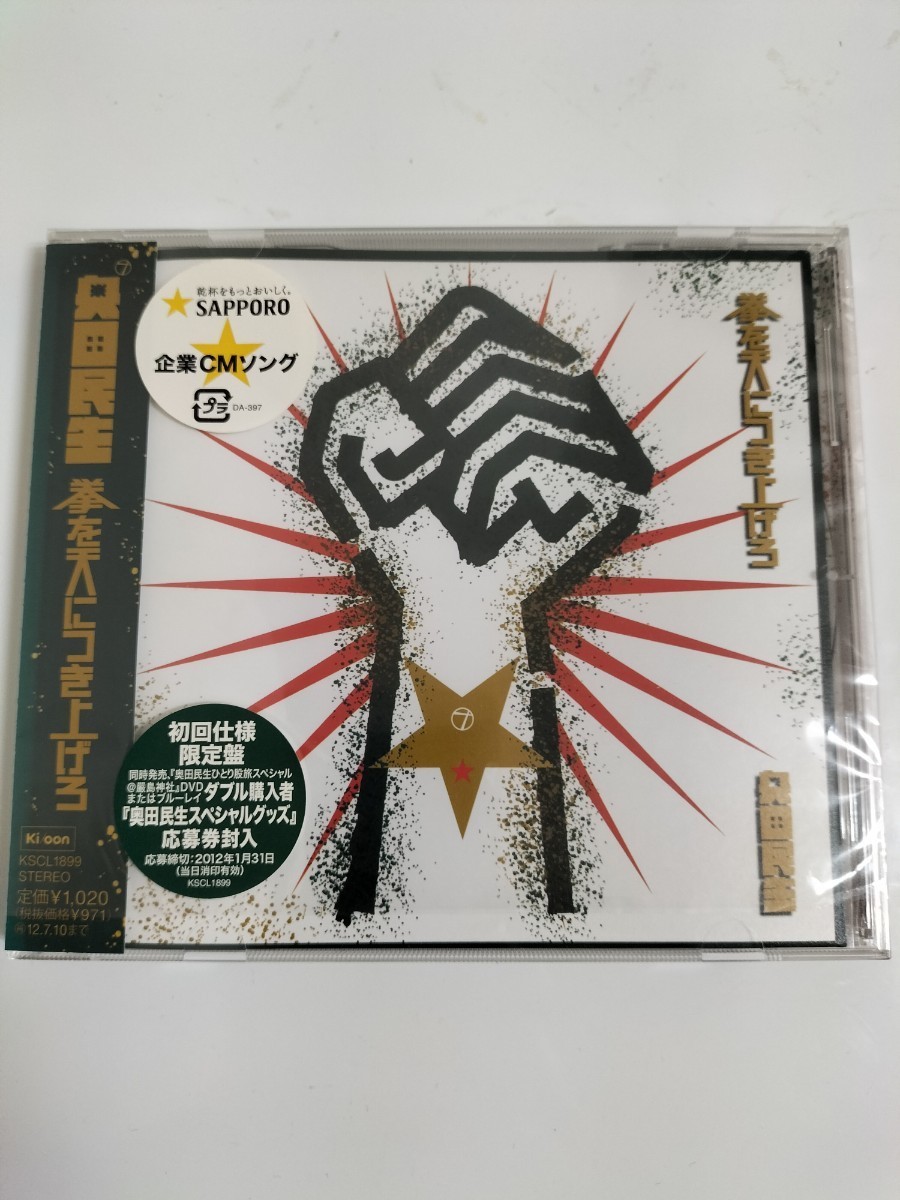 ⑦
奥田民生 拳を天につき上げろ
Ki/oon
KSCL1899
STEREO
定価¥1,020
(税抜価格¥971)
12.7.10まで
乾杯をもっとおいしく。
SAPPORO
企業CMソング
プラ DA-397
拳を天につき上げろ
⑦
初回仕様
限定盤
同時発売、『奥田民生ひとり股旅スペシャル
@厳島神社』DVD
またはブルーレイ ダブル購入者
『奥田民生スペシャルグッズ』
応募券封入
応募締切:2012年1月31日
(当日消印有効)
KSCL1899
奥田民生